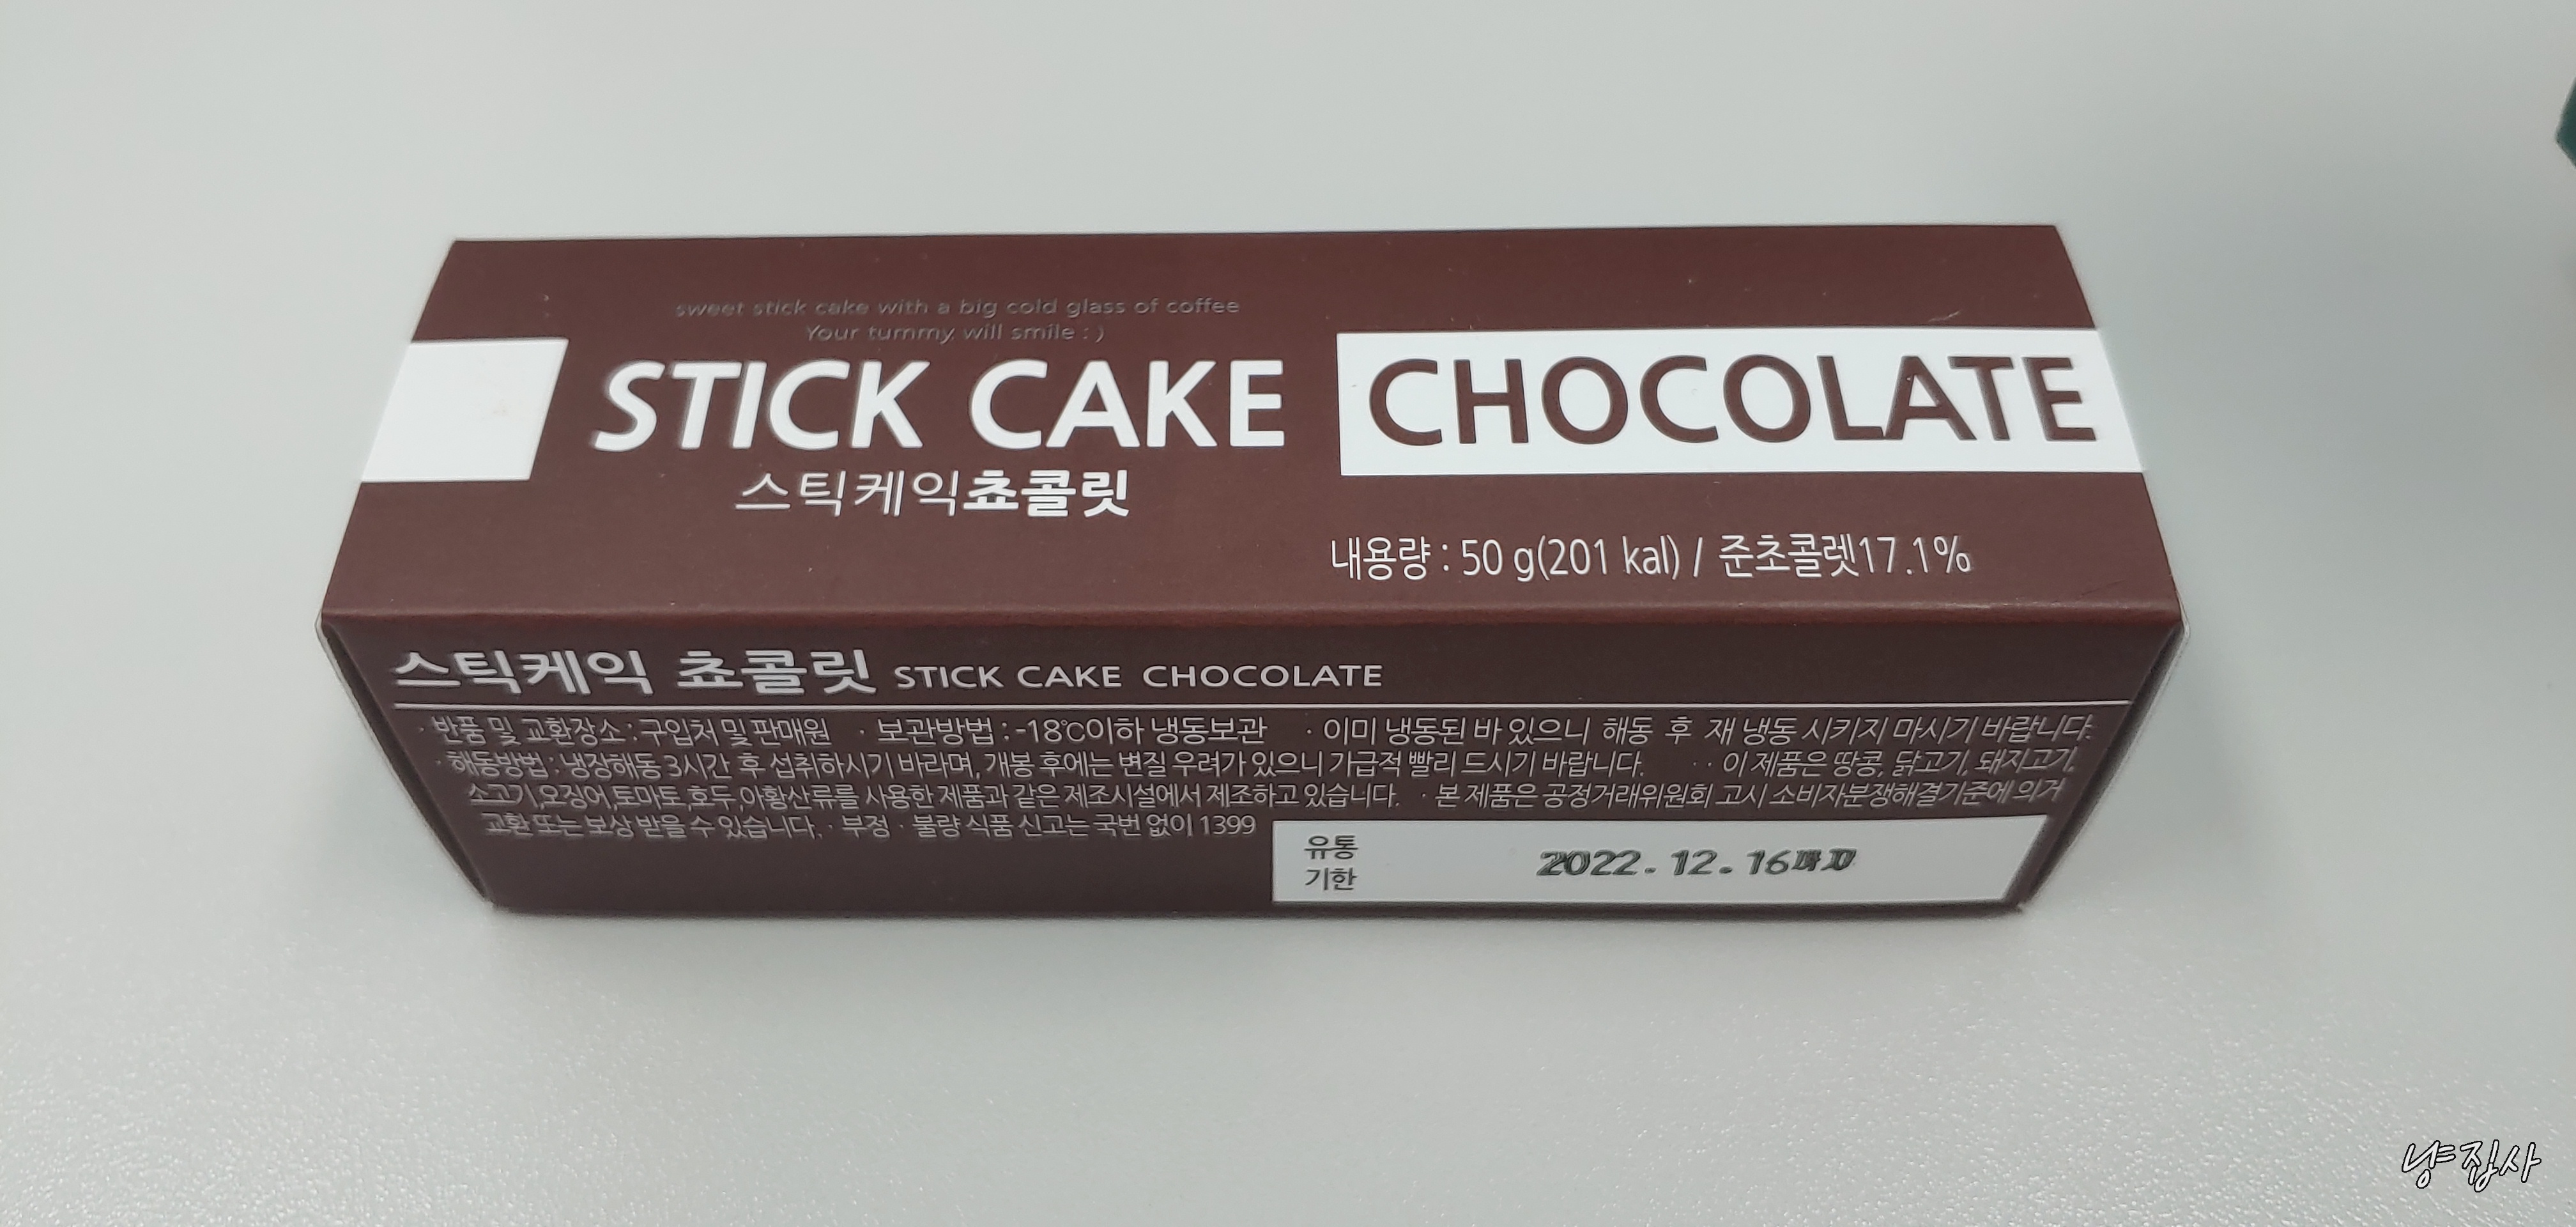 sweet stick cake with a big cold glass of coffee
Your tummy will smile : )
STICK CAKE CHOCOLATE
스틱케익쵸콜릿
내용량 : 50 g(201 kal) / 준초콜렛17.1%
스틱케익 쵸콜릿 STICK CAKE CHOCOLATE
· 반품 및 교환장소 : 구입처 및 판매원 · 보관방법 : -18℃이하 냉동보관 · 이미 냉동된 바 있으니 해동 후 재 냉동 시키지 마시기 바랍니다.
· 해동방법 : 냉장해동 3시간 후 섭취하시기 바라며, 개봉 후에는 변질 우려가 있으니 가급적 빨리 드시기 바랍니다. · · 이 제품은 땅콩, 닭고기, 돼지고기,
소고기,오징어,토마토,호두,아황산류를 사용한 제품과 같은 제조시설에서 제조하고 있습니다. · 본 제품은 공정거래위원회 고시 소비자분쟁해결기준에 의거
교환 또는 보상 받을 수 있습니다. · 부정 · 불량 식품 신고는 국번 없이 1399
유통
기한
2022.12.16까지
냥집사